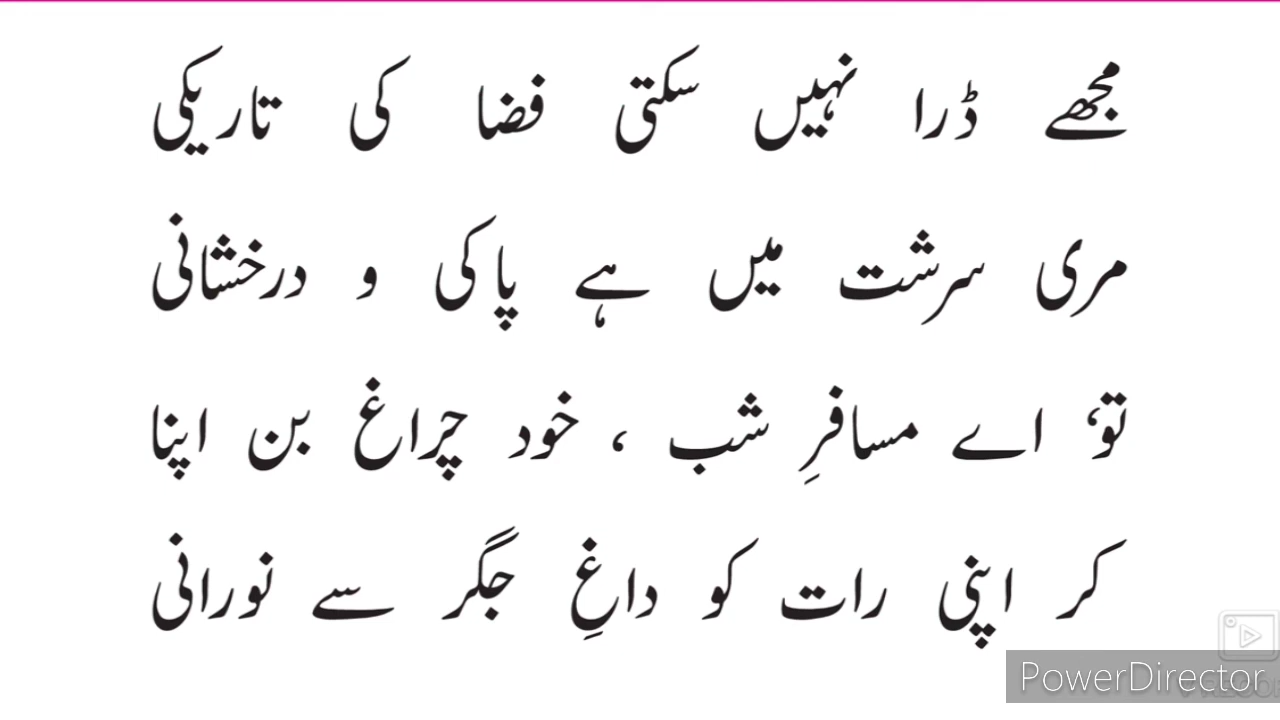 مجھے ڈرا نہیں سکتی فضا کی تاریکی
مری سرشت میں ہے پاکی و درخشانی
تو‘ اے مسافرِ شب ، خود چراغ بن اپنا
کر اپنی رات کو داغِ جگر سے نورانی
PowerDirector